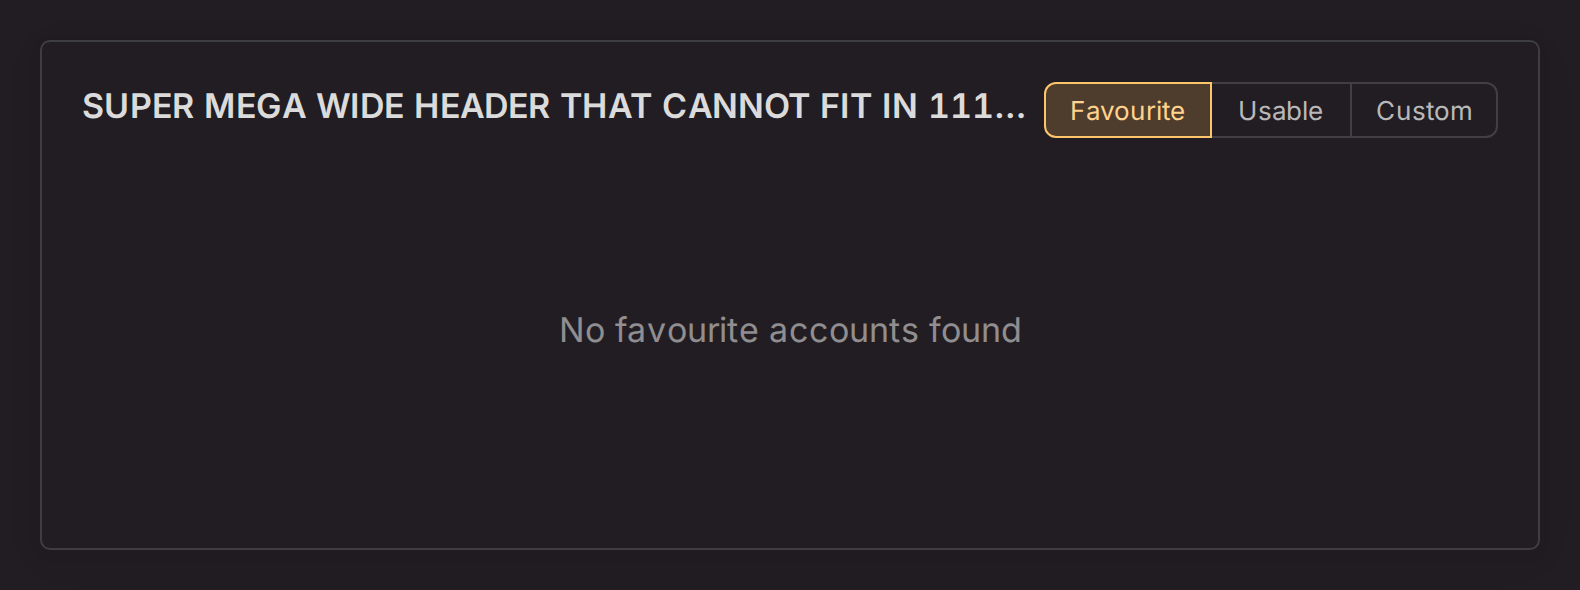 SUPER MEGA WIDE HEADER THAT CANNOT FIT IN 111...
Favourite
Usable
Custom
No favourite accounts found